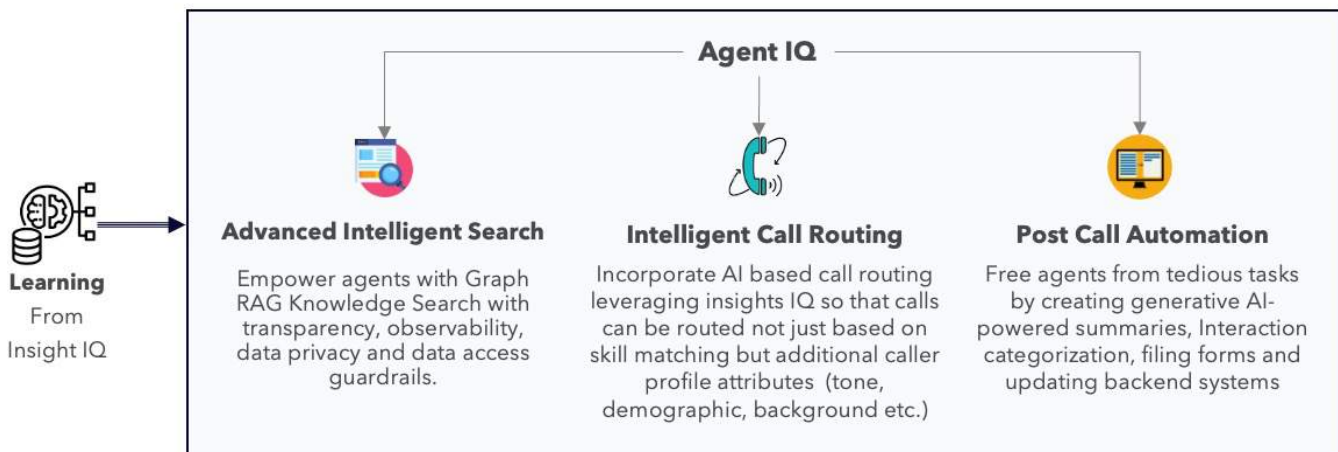 Agent IQ
Learning
From
Insight IQ
Advanced Intelligent Search
Empower agents with Graph
RAG Knowledge Search with
transparency, observability,
data privacy and data access
guardrails.
Intelligent Call Routing
Incorporate AI based call routing
leveraging insights IQ so that calls
can be routed not just based on
skill matching but additional caller
profile attributes (tone,
demographic, background etc.)
Post Call Automation
Free agents from tedious tasks
by creating generative AI-
powered summaries, Interaction
categorization, filing forms and
updating backend systems